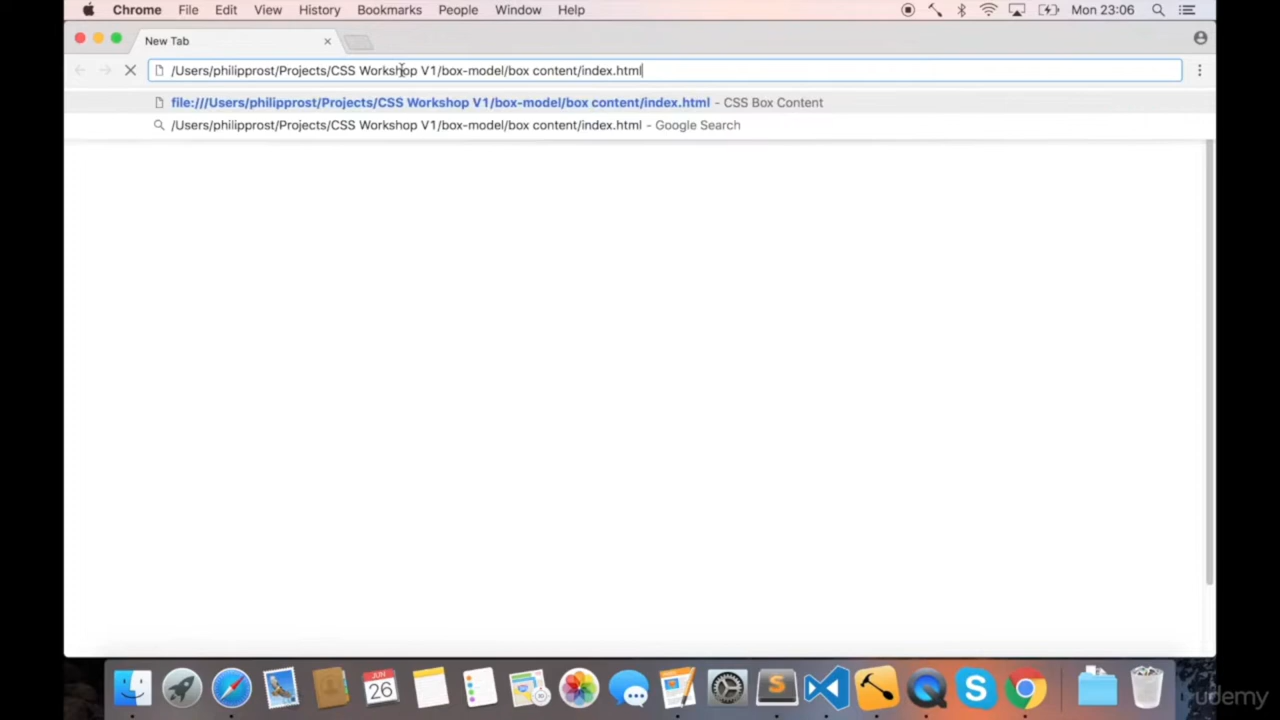 Chrome File Edit View History Bookmarks People Window Help Mon 23:06
New Tab
/Users/philipprost/Projects/CSS Workshop V1/box-model/box content/index.html
file:///Users/philipprost/Projects/CSS Workshop V1/box-model/box content/index.html - CSS Box Content
/Users/philipprost/Projects/CSS Workshop V1/box-model/box content/index.html - Google Search
JUN
26
udemy